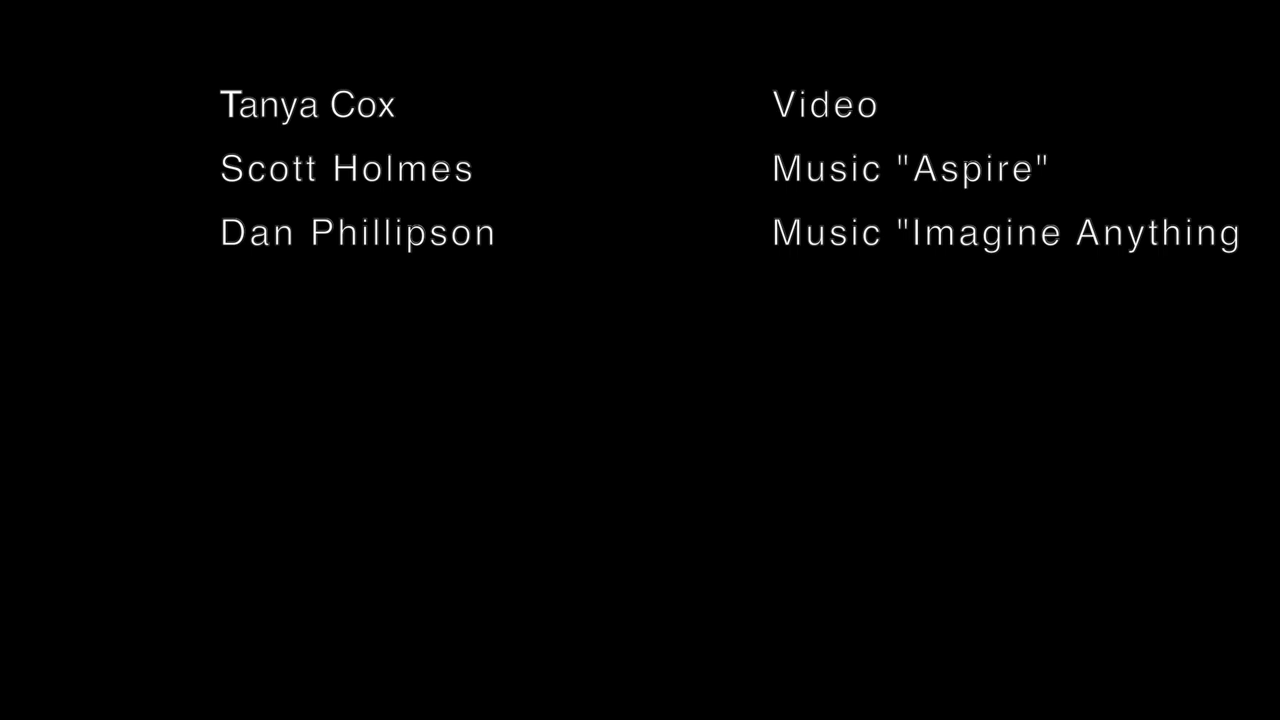 Tanya Cox Video
Scott Holmes Music "Aspire"
Dan Phillipson Music "Imagine Anything